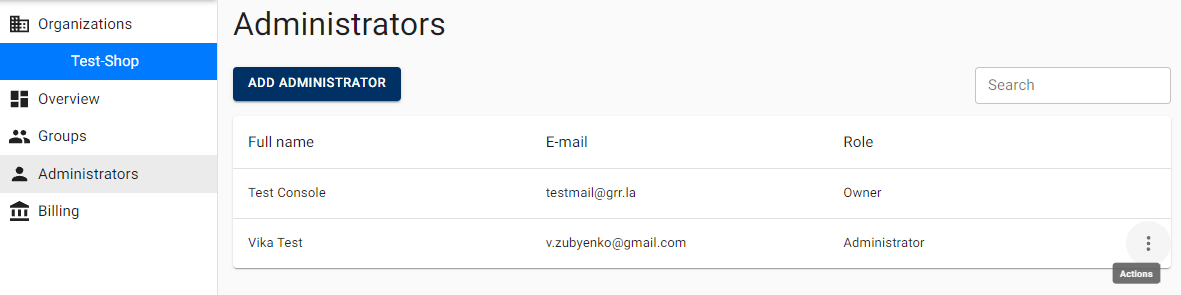 Organizations
Test-Shop
Overview
Groups
Administrators
Billing
Administrators
ADD ADMINISTRATOR
Search
Full name E-mail Role
Test Console testmail@grr.la Owner
Vika Test v.zubyenko@gmail.com Administrator
Actions